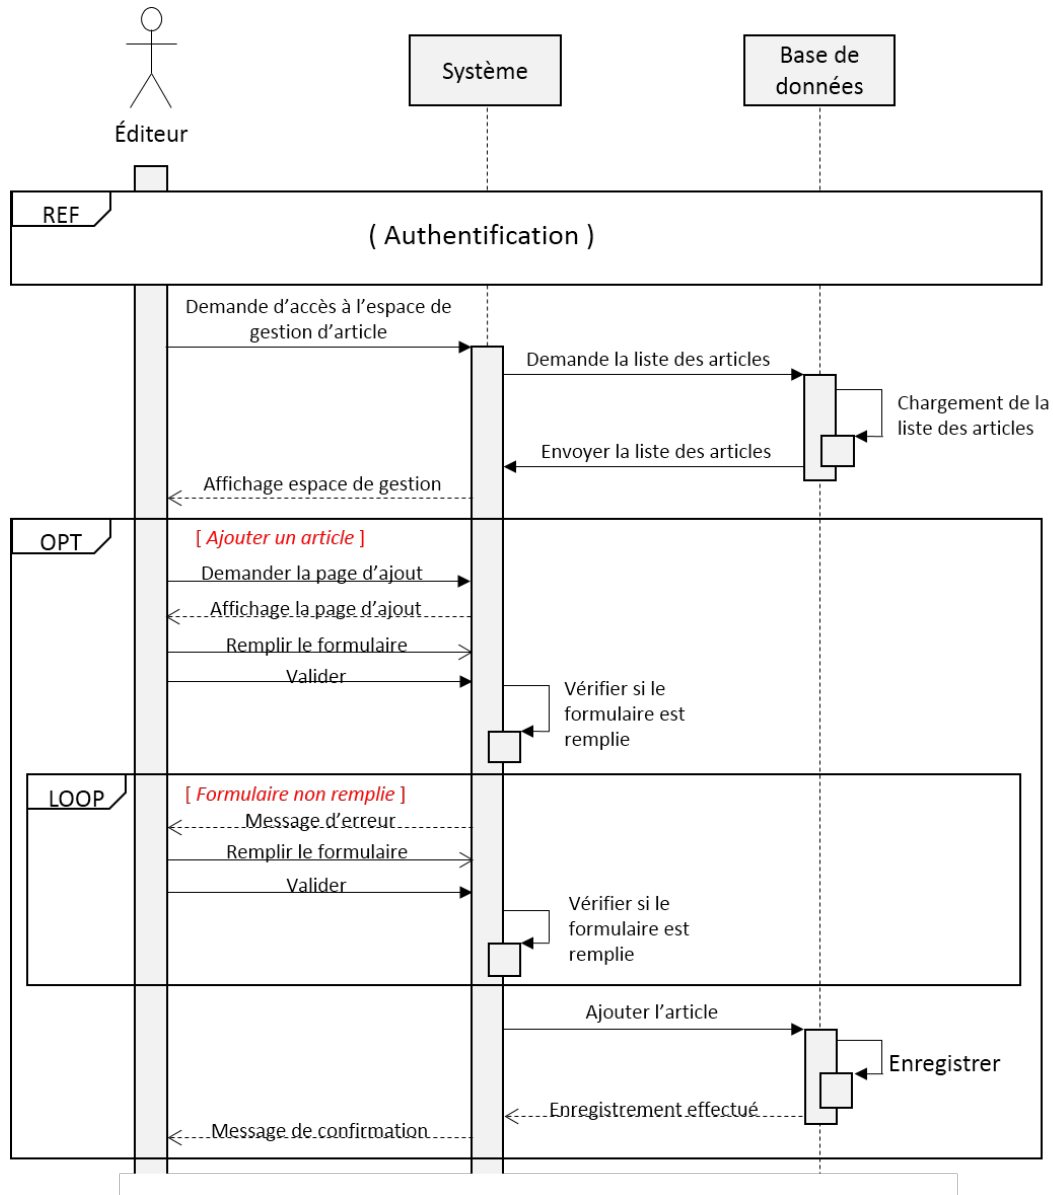 Éditeur
Système
Base de
données
REF
( Authentification )
Demande d’accès à l’espace de
gestion d’article
Demande la liste des articles
Chargement de la
liste des articles
Envoyer la liste des articles
Affichage espace de gestion
OPT
[ Ajouter un article ]
Demander la page d’ajout
Affichage la page d’ajout
Remplir le formulaire
Valider
Vérifier si le
formulaire est
remplie
LOOP
[ Formulaire non remplie ]
Message d’erreur
Remplir le formulaire
Valider
Vérifier si le
formulaire est
remplie
Ajouter l’article
Enregistrer
Enregistrement effectué
Message de confirmation